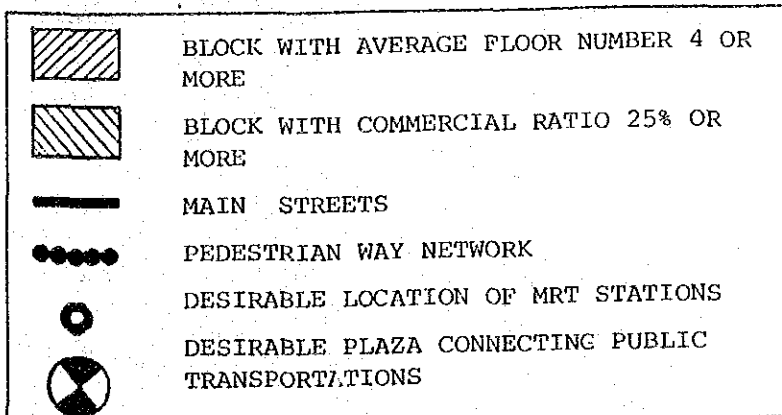 BLOCK WITH AVERAGE FLOOR NUMBER 4 OR
MORE
BLOCK WITH COMMERCIAL RATIO 25% OR
MORE
MAIN STREETS
PEDESTRIAN WAY NETWORK
DESIRABLE LOCATION OF MRT STATIONS
DESIRABLE PLAZA CONNECTING PUBLIC
TRANSPORTATIONS